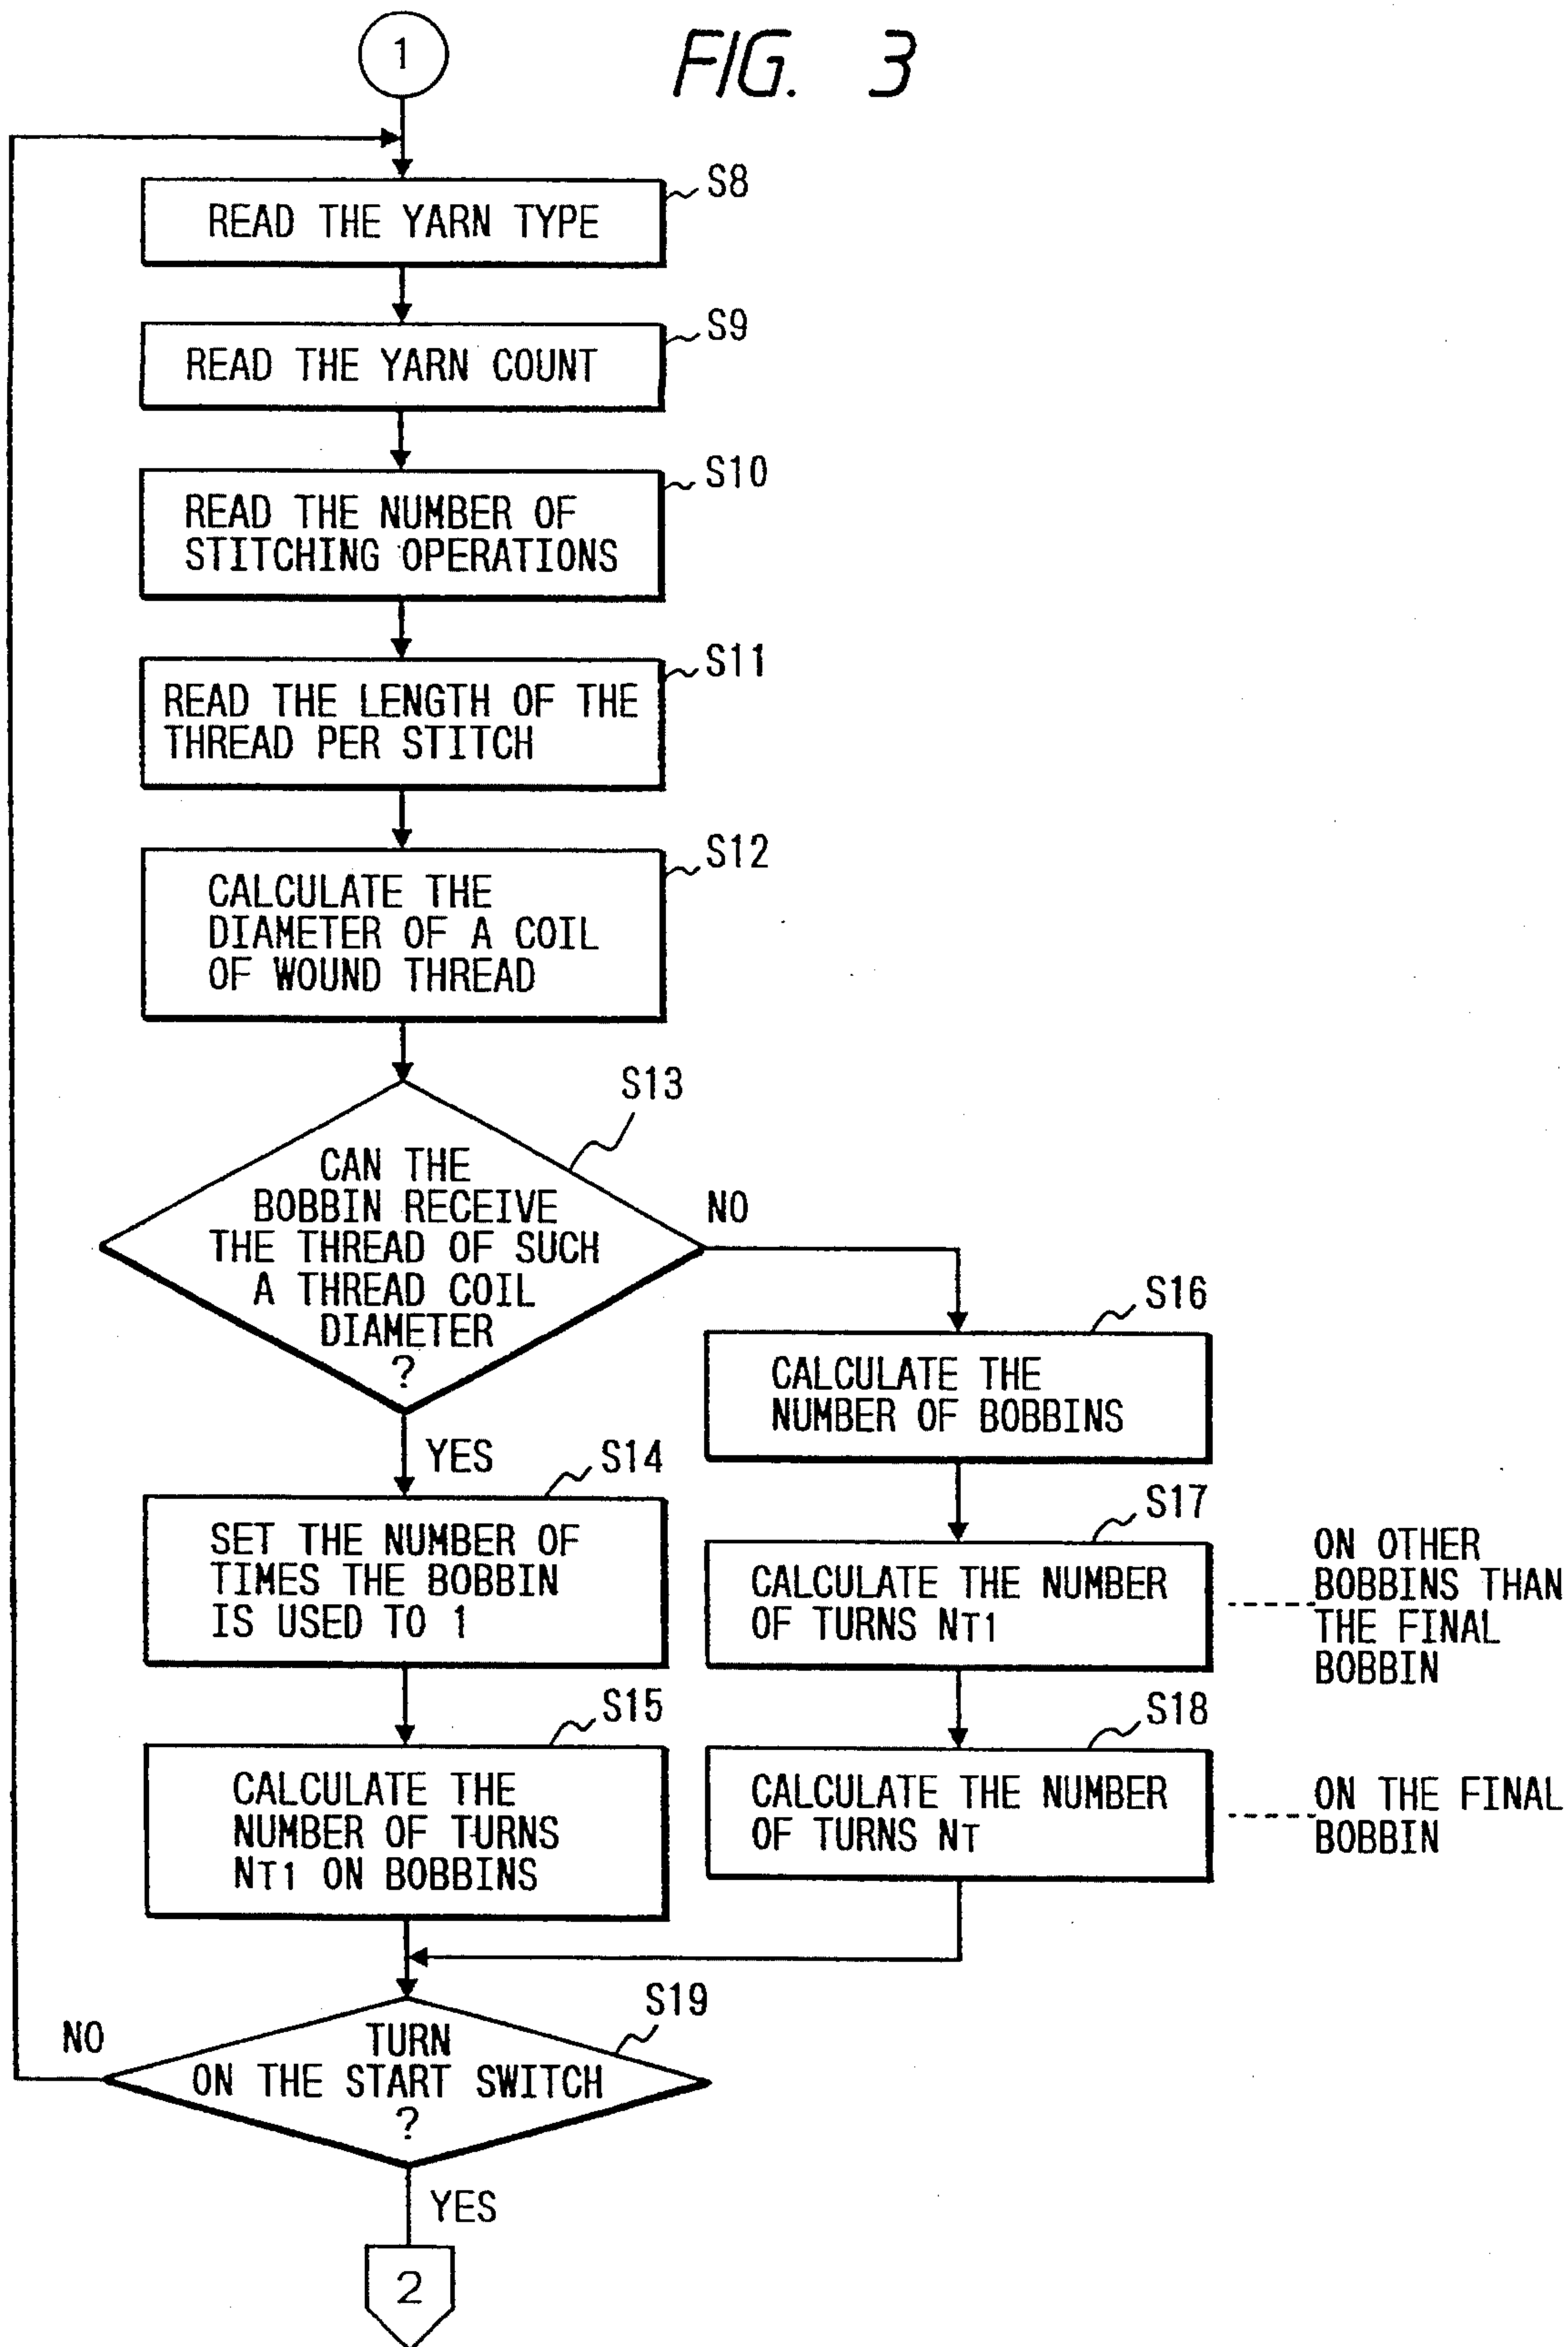 1
FIG. 3
S8
READ THE YARN TYPE
S9
READ THE YARN COUNT
S10
READ THE NUMBER OF
STITCHING OPERATIONS
S11
READ THE LENGTH OF THE
THREAD PER STITCH
S12
CALCULATE THE
DIAMETER OF A COIL
OF WOUND THREAD
S13
CAN THE
BOBBIN RECEIVE
THE THREAD OF SUCH
A THREAD COIL
DIAMETER
?
NO
YES
S14
SET THE NUMBER OF
TIMES THE BOBBIN
IS USED TO 1
S15
CALCULATE THE
NUMBER OF TURNS
NT1 ON BOBBINS
S16
CALCULATE THE
NUMBER OF BOBBINS
S17
CALCULATE THE NUMBER
OF TURNS NT1
ON OTHER
BOBBINS THAN
THE FINAL
BOBBIN
S18
CALCULATE THE NUMBER
OF TURNS NT
ON THE FINAL
BOBBIN
S19
TURN
ON THE START SWITCH
?
NO
YES
2